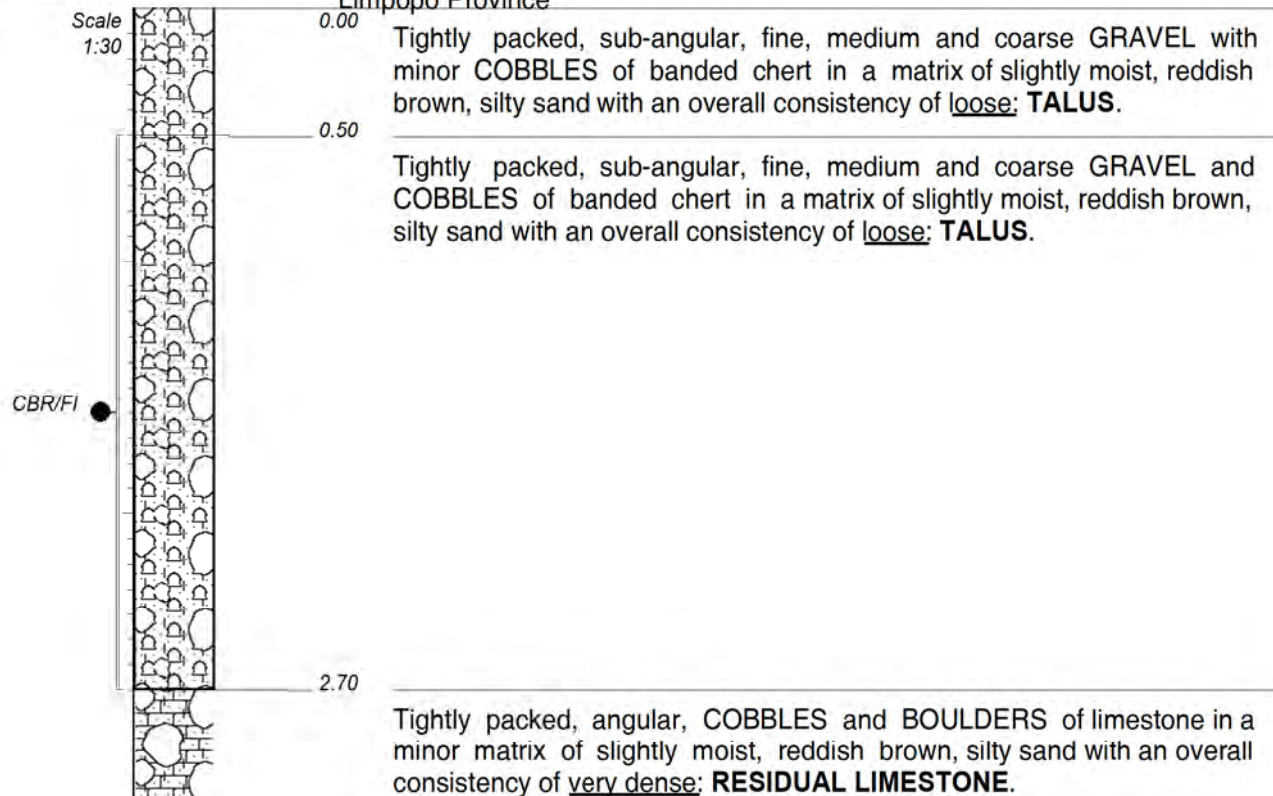 Limpopo Province
Scale
1:30
0.00
Tightly packed, sub-angular, fine, medium and coarse GRAVEL with
minor COBBLES of banded chert in a matrix of slightly moist, reddish
brown, silty sand with an overall consistency of loose: TALUS.
0.50
Tightly packed, sub-angular, fine, medium and coarse GRAVEL and
COBBLES of banded chert in a matrix of slightly moist, reddish brown,
silty sand with an overall consistency of loose: TALUS.
CBR/FI
2.70
Tightly packed, angular, COBBLES and BOULDERS of limestone in a
minor matrix of slightly moist, reddish brown, silty sand with an overall
consistency of very dense: RESIDUAL LIMESTONE.